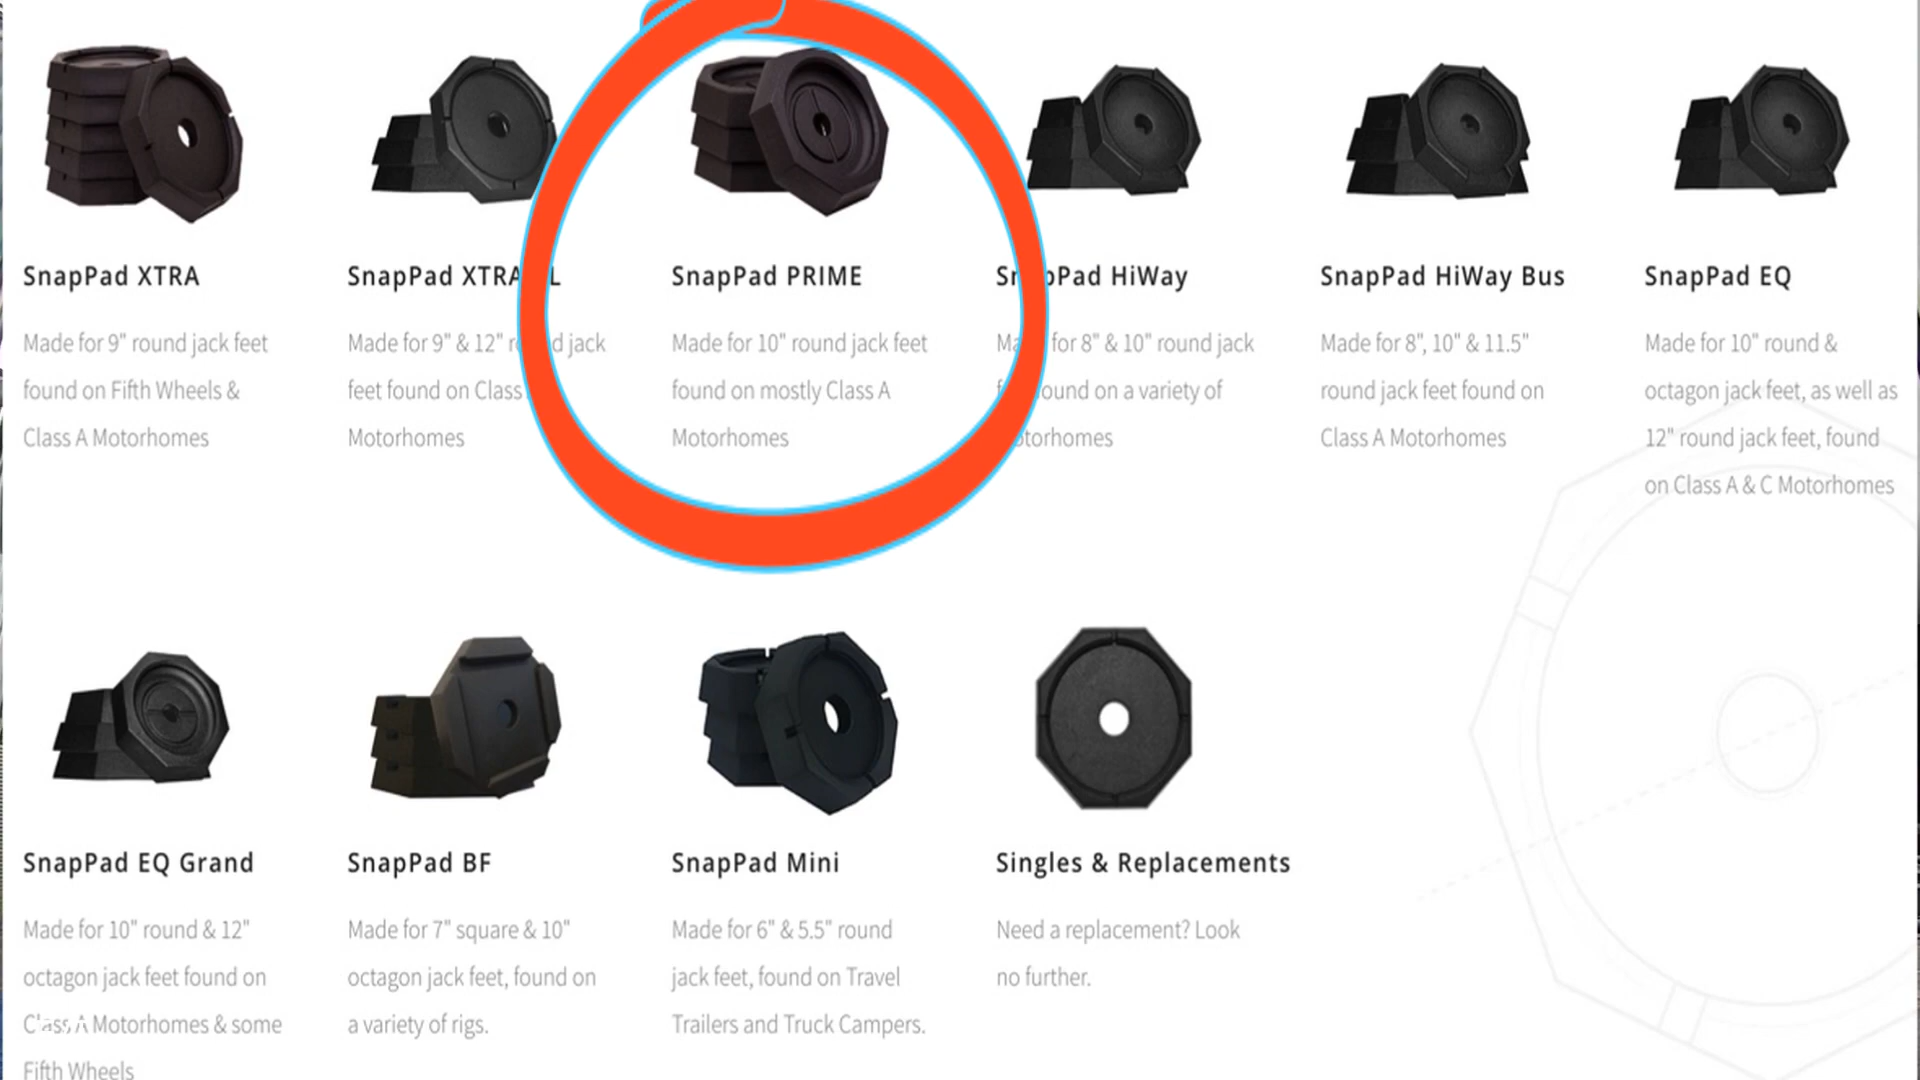 SnapPad XTRA
Made for 9" round jack feet
found on Fifth Wheels &
Class A Motorhomes
SnapPad XTRA L
Made for 9" & 12" jack
feet found on Class
Motorhomes
SnapPad PRIME
Made for 10" round jack feet
found on mostly Class A
Motorhomes
SnapPad HiWay
for 8" & 10" round jack
found on a variety of
Motorhomes
SnapPad HiWay Bus
Made for 8", 10" & 11.5"
round jack feet found on
Class A Motorhomes
SnapPad EQ
Made for 10" round &
octagon jack feet, as well as
12" round jack feet, found
on Class A & C Motorhomes
SnapPad EQ Grand
Made for 10" round & 12"
octagon jack feet found on
Class A Motorhomes & some
Fifth Wheels
SnapPad BF
Made for 7" square & 10"
octagon jack feet, found on
a variety of rigs.
SnapPad Mini
Made for 6" & 5.5" round
jack feet, found on Travel
Trailers and Truck Campers.
Singles & Replacements
Need a replacement? Look
no further.